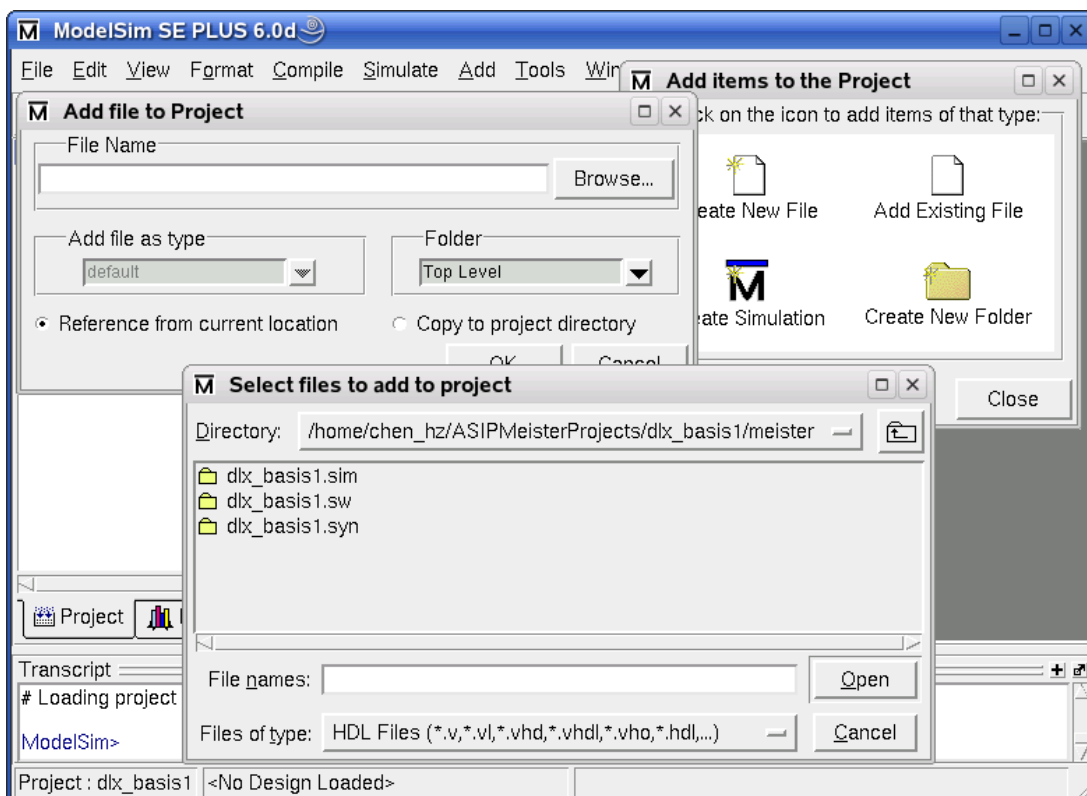 ModelSim SE PLUS 6.0d
File Edit View Format Compile Simulate Add Tools
Add items to the Project
on the icon to add items of that type:
New File
Add Existing File
Simulation
Create New Folder
Close
Add file to Project
File Name
Browse...
Add file as type
default
Folder
Top Level
Reference from current location
Copy to project directory
OK
Cancel
Select files to add to project
Directory: /home/chen_hz/ASIPMeisterProjects/dlx_basis1/meister
dlx_basis1.sim
dlx_basis1.sw
dlx_basis1.syn
File names:
Open
Files of type: HDL Files (*.v,*.vl,*.vhd,*.vhdl,*.vho,*.hdl,...)
Cancel
Project
Transcript
# Loading project
ModelSim>
Project : dlx_basis1 <No Design Loaded>